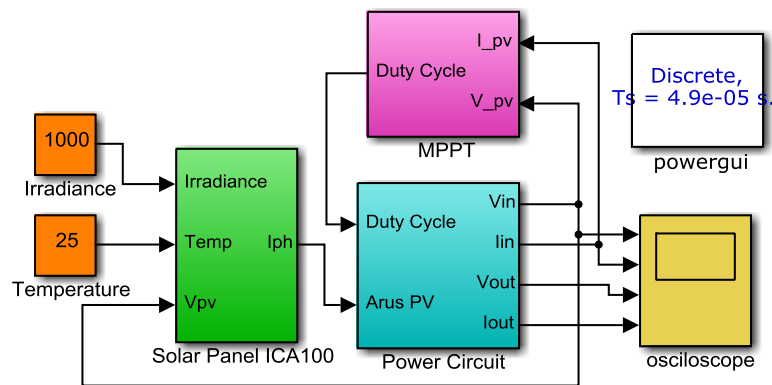 I_pv
Duty Cycle
V_pv
MPPT
Discrete,
Ts = 4.9e-05 s.
powergui
1000
Irradiance
25
Temperature
Irradiance
Temp
Iph
Vpv
Solar Panel ICA100
Duty Cycle
Arus PV
Vin
Iin
Vout
Iout
Power Circuit
osciloscope